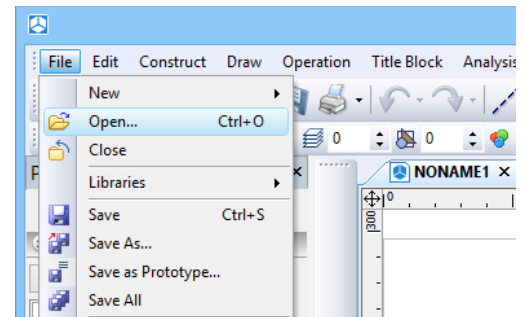 File Edit Construct Draw Operation Title Block Analysis
New
Open... Ctrl+O
0 0
Close
P
NONAME1
Libraries
0
300
Save Ctrl+S
Save As...
Save as Prototype...
Save All